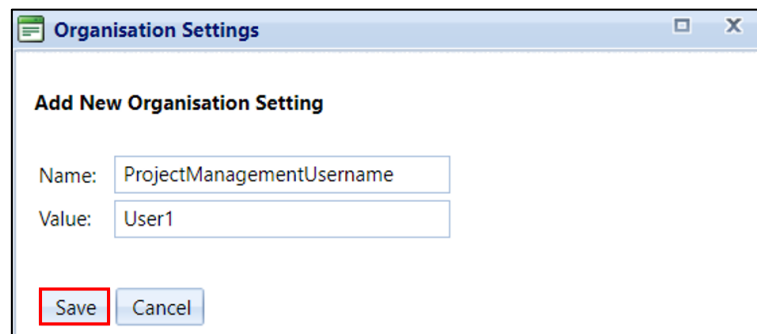 Organisation Settings
Add New Organisation Setting
Name: ProjectManagementUsername
Value: User1
Save Cancel